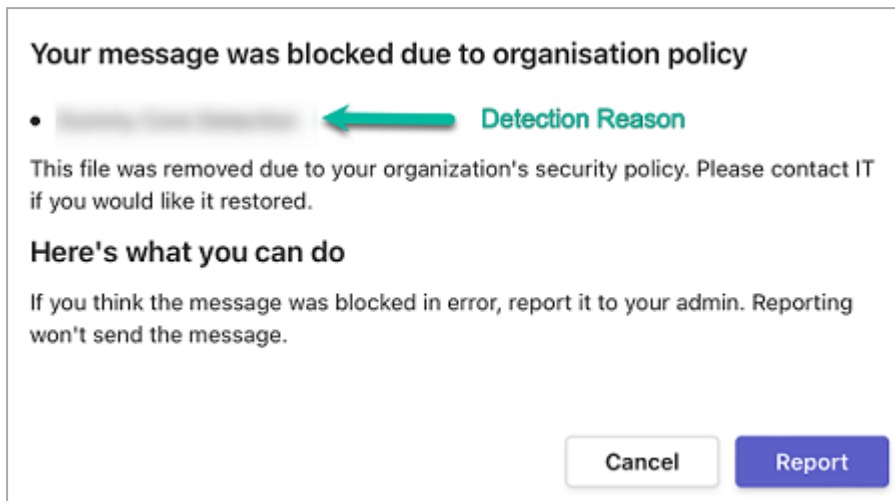 Your message was blocked due to organisation policy
• Detection Reason
This file was removed due to your organization's security policy. Please contact IT
if you would like it restored.
Here's what you can do
If you think the message was blocked in error, report it to your admin. Reporting
won't send the message.
Cancel Report